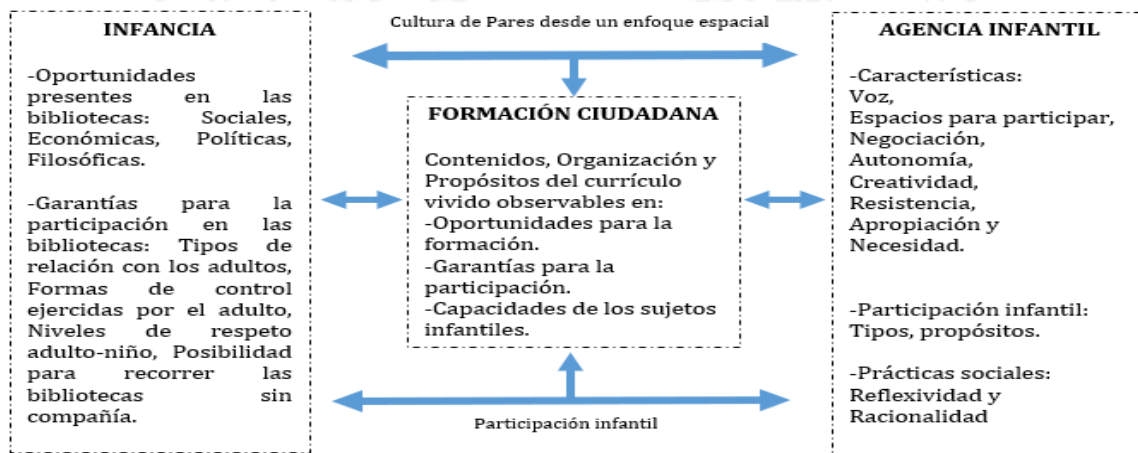 Cultura de Pares desde un enfoque espacial
INFANCIA
-Oportunidades
presentes en las
bibliotecas: Sociales,
Económicas, Políticas,
Filosóficas.
-Garantías para la
participación en las
bibliotecas: Tipos de
relación con los adultos,
Formas de control
ejercidas por el adulto,
Niveles de respeto
adulto-niño, Posibilidad
para recorrer las
bibliotecas sin
compañía.
FORMACIÓN CIUDADANA
Contenidos, Organización y
Propósitos del currículo
vivido observables en:
-Oportunidades para la
formación.
-Garantías para la
participación.
-Capacidades de los sujetos
infantiles.
AGENCIA INFANTIL
-Características:
Voz,
Espacios para participar,
Negociación,
Autonomía,
Creatividad,
Resistencia,
Apropiación y
Necesidad.
-Participación infantil:
Tipos, propósitos.
-Prácticas sociales:
Reflexividad y
Racionalidad
Participación infantil